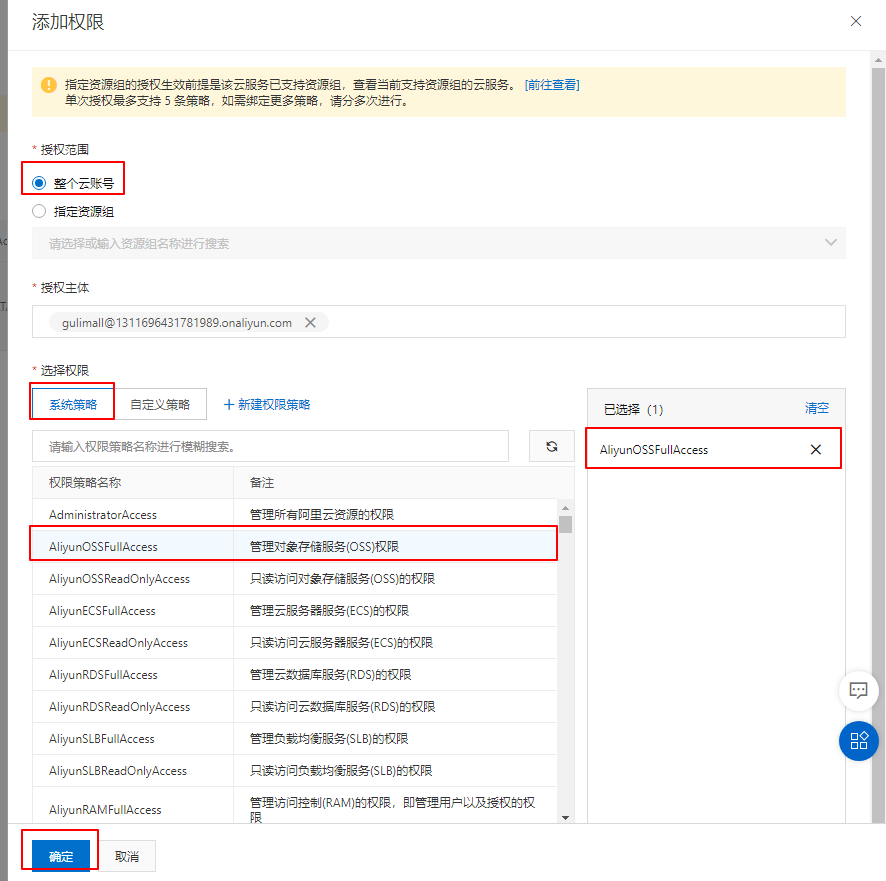 添加权限
指定资源组的授权生效前提是该云服务已支持资源组，查看当前支持资源组的云服务。 [前往查看]
单次授权最多支持 5 条策略，如需绑定更多策略，请分多次进行。
* 授权范围
整个云账号
指定资源组
请选择或输入资源组名称进行搜索
* 授权主体
gulimall@1311696431781989.onaliyun.com
* 选择权限
系统策略 自定义策略 + 新建权限策略
已选择 (1) 清空
请输入权限策略名称进行模糊搜索。
AliyunOSSFullAccess
权限策略名称 备注
AdministratorAccess 管理所有阿里云资源的权限
AliyunOSSFullAccess 管理对象存储服务(OSS)权限
AliyunOSSReadOnlyAccess 只读访问对象存储服务(OSS)的权限
AliyunECSFullAccess 管理云服务器服务(ECS)的权限
AliyunECSReadOnlyAccess 只读访问云服务器服务(ECS)的权限
AliyunRDSFullAccess 管理云数据库服务(RDS)的权限
AliyunRDSReadOnlyAccess 只读访问云数据库服务(RDS)的权限
AliyunSLBFullAccess 管理负载均衡服务(SLB)的权限
AliyunSLBReadOnlyAccess 只读访问负载均衡服务(SLB)的权限
AliyunRAMFullAccess 管理访问控制(RAM)的权限，即管理用户以及授权的权
限
确定 取消